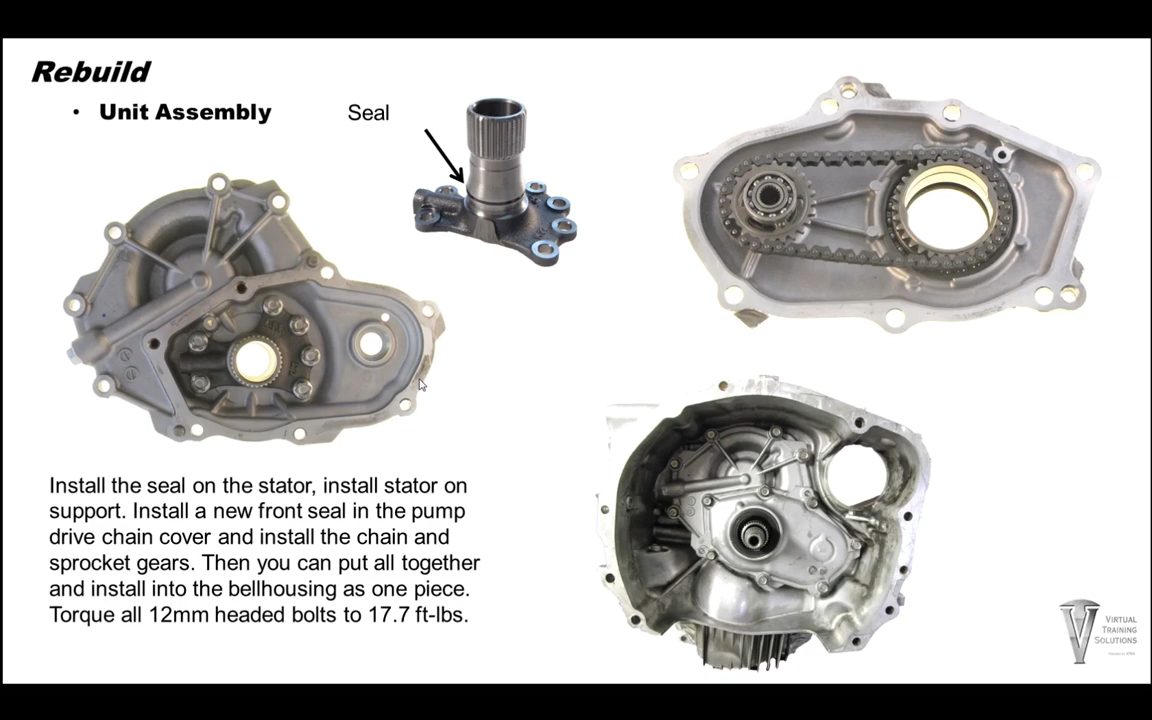 Rebuild
• Unit Assembly
Seal
Install the seal on the stator, install stator on
support. Install a new front seal in the pump
drive chain cover and install the chain and
sprocket gears. Then you can put all together
and install into the bellhousing as one piece.
Torque all 12mm headed bolts to 17.7 ft-lbs.
VIRTUAL
TRAINING
SOLUTIONS